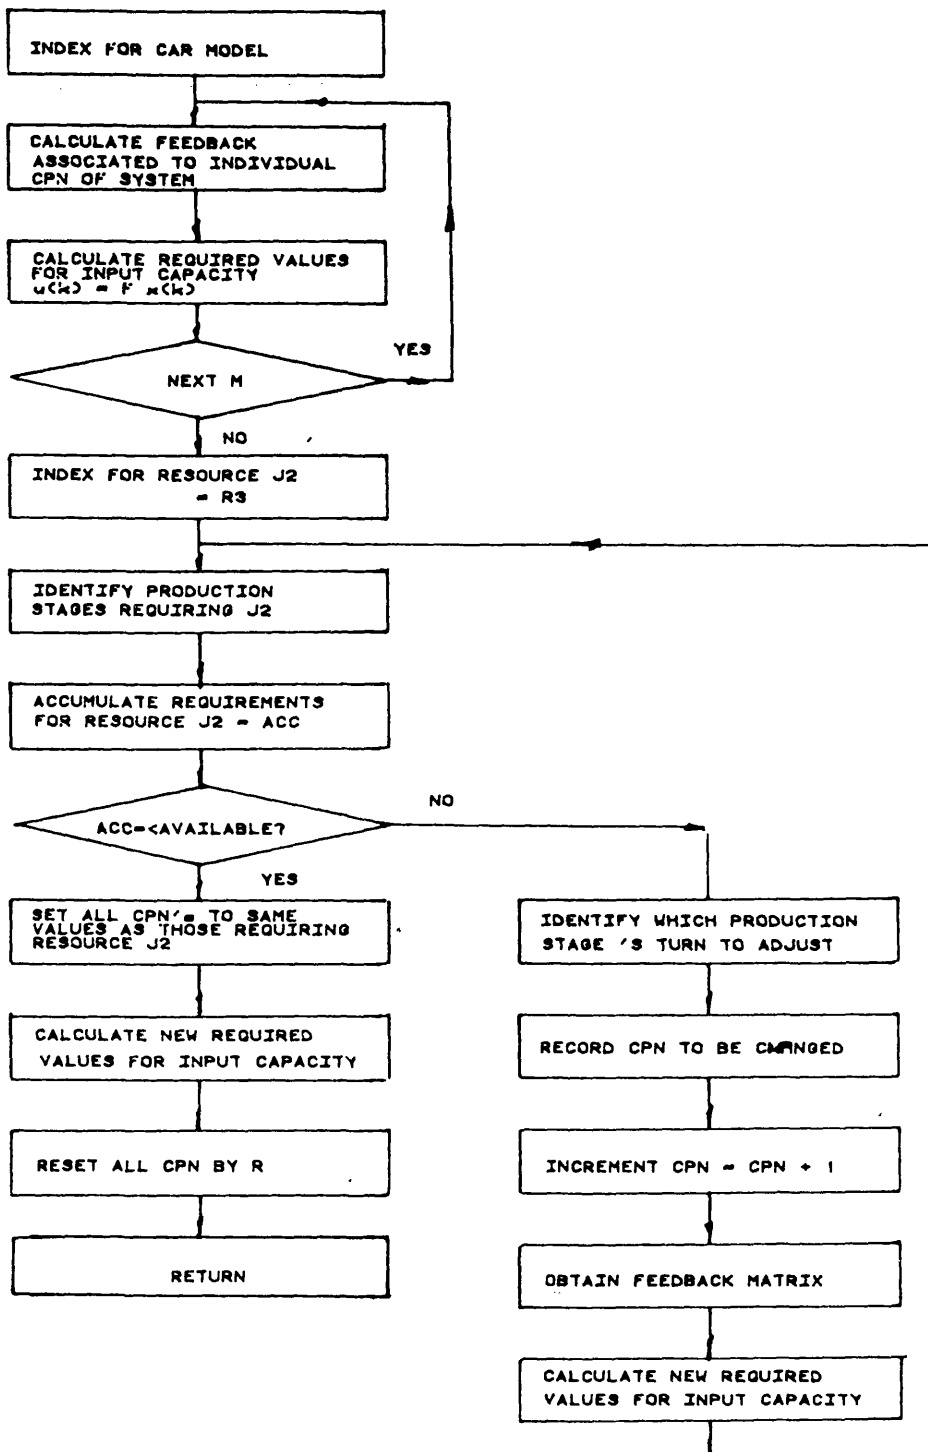 INDEX FOR CAR MODEL
CALCULATE FEEDBACK
ASSOCIATED TO INDIVIDUAL
CPN OF SYSTEM
CALCULATE REQUIRED VALUES
FOR INPUT CAPACITY
u(k) = F x(k)
NEXT M
YES
NO
INDEX FOR RESOURCE J2
= R3
IDENTIFY PRODUCTION
STAGES REQUIRING J2
ACCUMULATE REQUIREMENTS
FOR RESOURCE J2 = ACC
ACC=<AVAILABLE?
NO
YES
SET ALL CPN's TO SAME
VALUES AS THOSE REQUIRING
RESOURCE J2
CALCULATE NEW REQUIRED
VALUES FOR INPUT CAPACITY
RESET ALL CPN BY R
RETURN
IDENTIFY WHICH PRODUCTION
STAGE 'S TURN TO ADJUST
RECORD CPN TO BE CHANGED
INCREMENT CPN = CPN + 1
OBTAIN FEEDBACK MATRIX
CALCULATE NEW REQUIRED
VALUES FOR INPUT CAPACITY